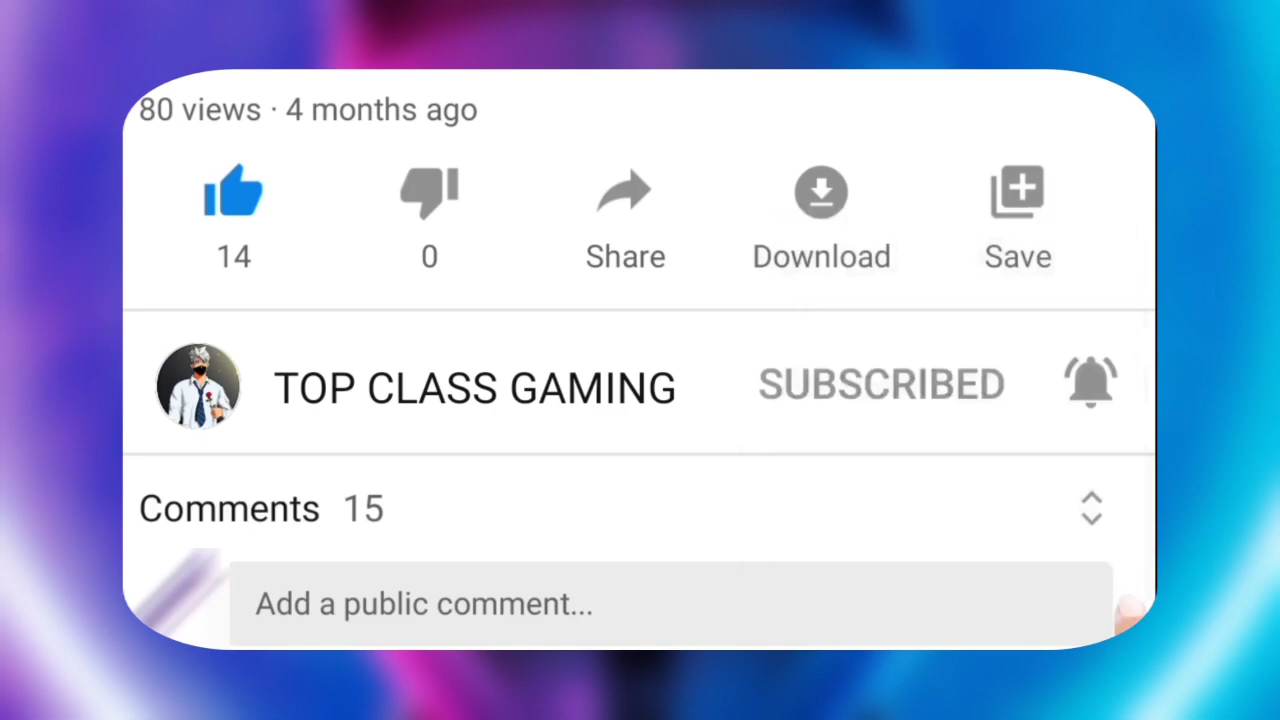 80 views · 4 months ago
14 0 Share Download Save
TOP CLASS GAMING SUBSCRIBED
Comments 15
Add a public comment...